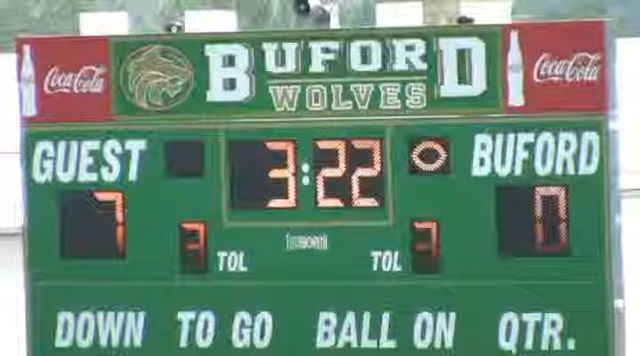 Coca-Cola BUFORD Coca-Cola
WOLVES
GUEST 3:22 BUFORD
7 0
3 TOL TOL 3
DOWN TO GO BALL ON QTR.